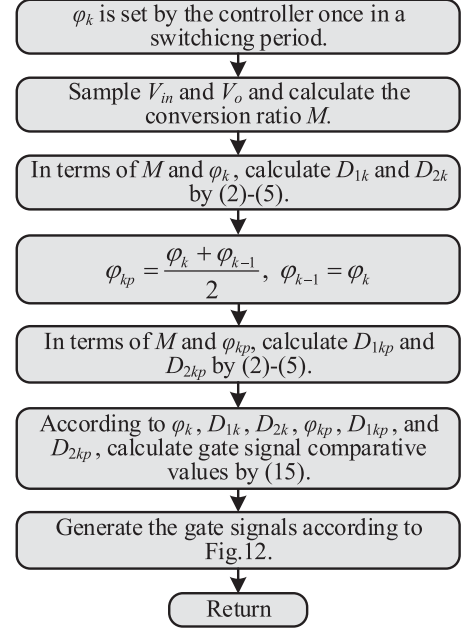 φₖ is set by the controller once in a
switchicng period.
Sample Vᵢₙ and Vₒ and calculate the
conversion ratio M.
In terms of M and φₖ, calculate D₁ₖ and D₂ₖ
by (2)-(5).
φₖₚ = (φₖ + φₖ₋₁)/2, φₖ₋₁ = φₖ
In terms of M and φₖₚ, calculate D₁ₖₚ and
D₂ₖₚ by (2)-(5).
According to φₖ, D₁ₖ, D₂ₖ, φₖₚ, D₁ₖₚ, and
D₂ₖₚ, calculate gate signal comparative
values by (15).
Generate the gate signals according to
Fig.12.
Return